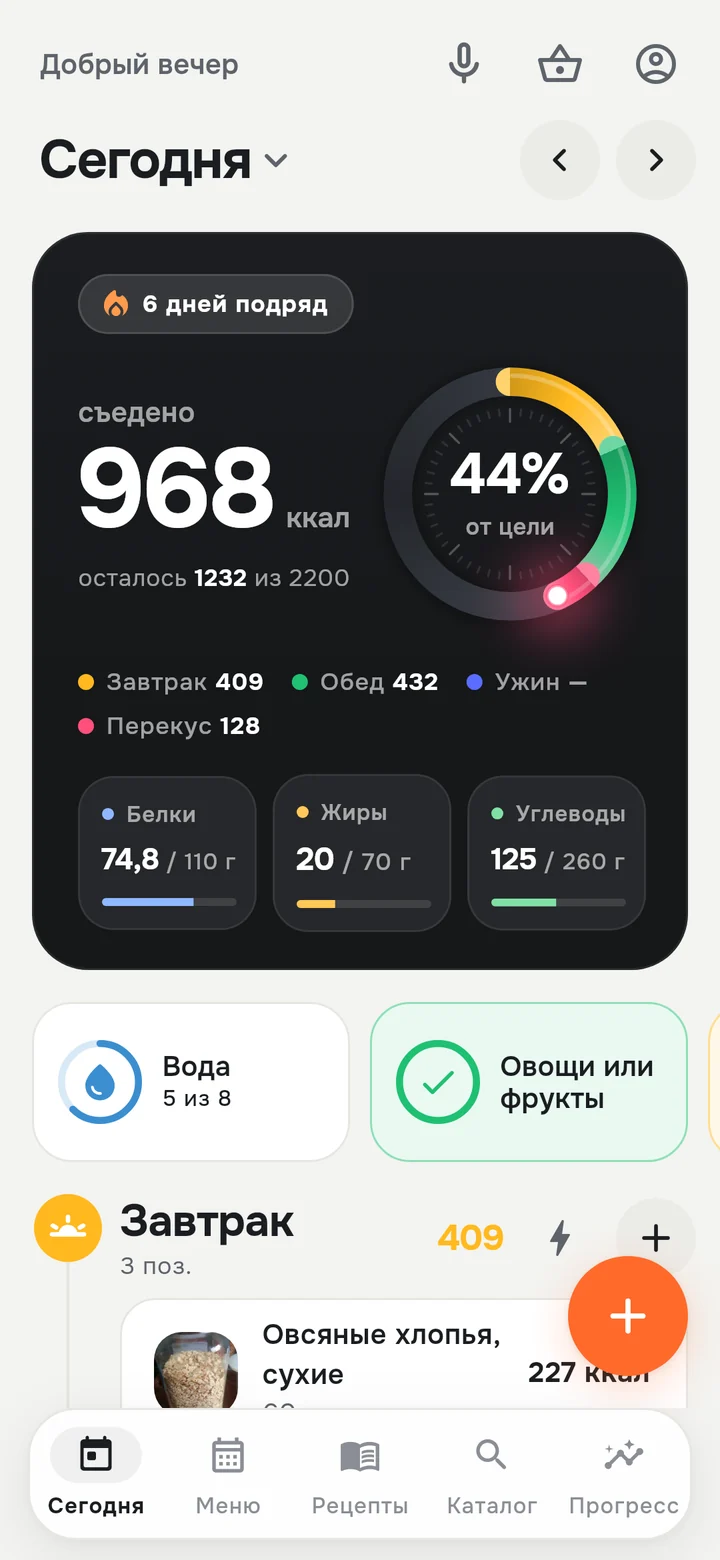 Добрый вечер
Сегодня
6 дней подряд
съедено
968 ккал
осталось 1232 из 2200
44%
от цели
Завтрак 409 Обед 432 Ужин —
Перекус 128
Белки
74,8 / 110 г
Жиры
20 / 70 г
Углеводы
125 / 260 г
Вода
5 из 8
Овощи или
фрукты
Завтрак
3 поз.
409
Овсяные хлопья,
сухие
227 ккал
Сегодня
Меню
Рецепты
Каталог
Прогресс